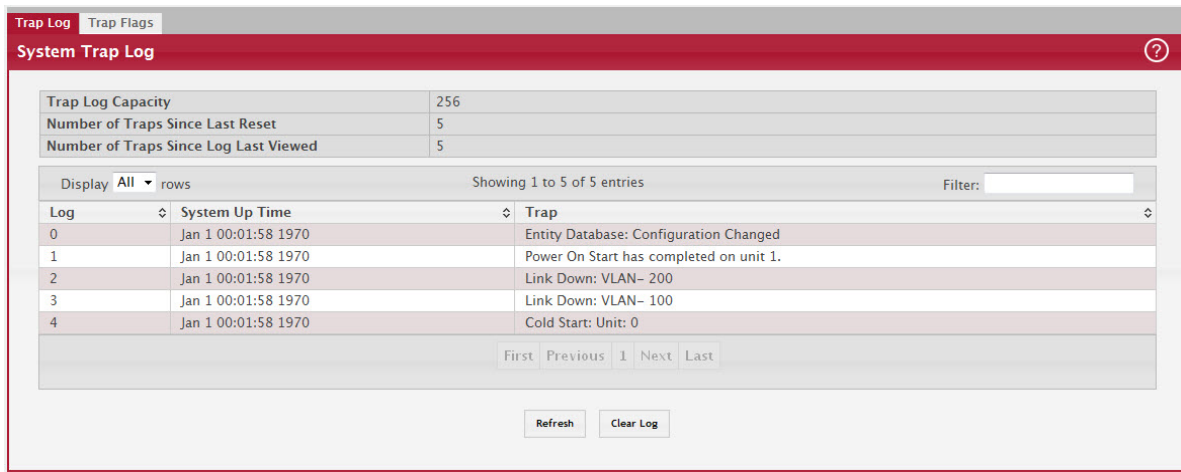 Trap Log Trap Flags
System Trap Log ?
Trap Log Capacity 256
Number of Traps Since Last Reset 5
Number of Traps Since Log Last Viewed 5
Display All rows Showing 1 to 5 of 5 entries Filter:
Log System Up Time Trap
0 Jan 1 00:01:58 1970 Entity Database: Configuration Changed
1 Jan 1 00:01:58 1970 Power On Start has completed on unit 1.
2 Jan 1 00:01:58 1970 Link Down: VLAN- 200
3 Jan 1 00:01:58 1970 Link Down: VLAN- 100
4 Jan 1 00:01:58 1970 Cold Start: Unit: 0
First Previous 1 Next Last
Refresh Clear Log